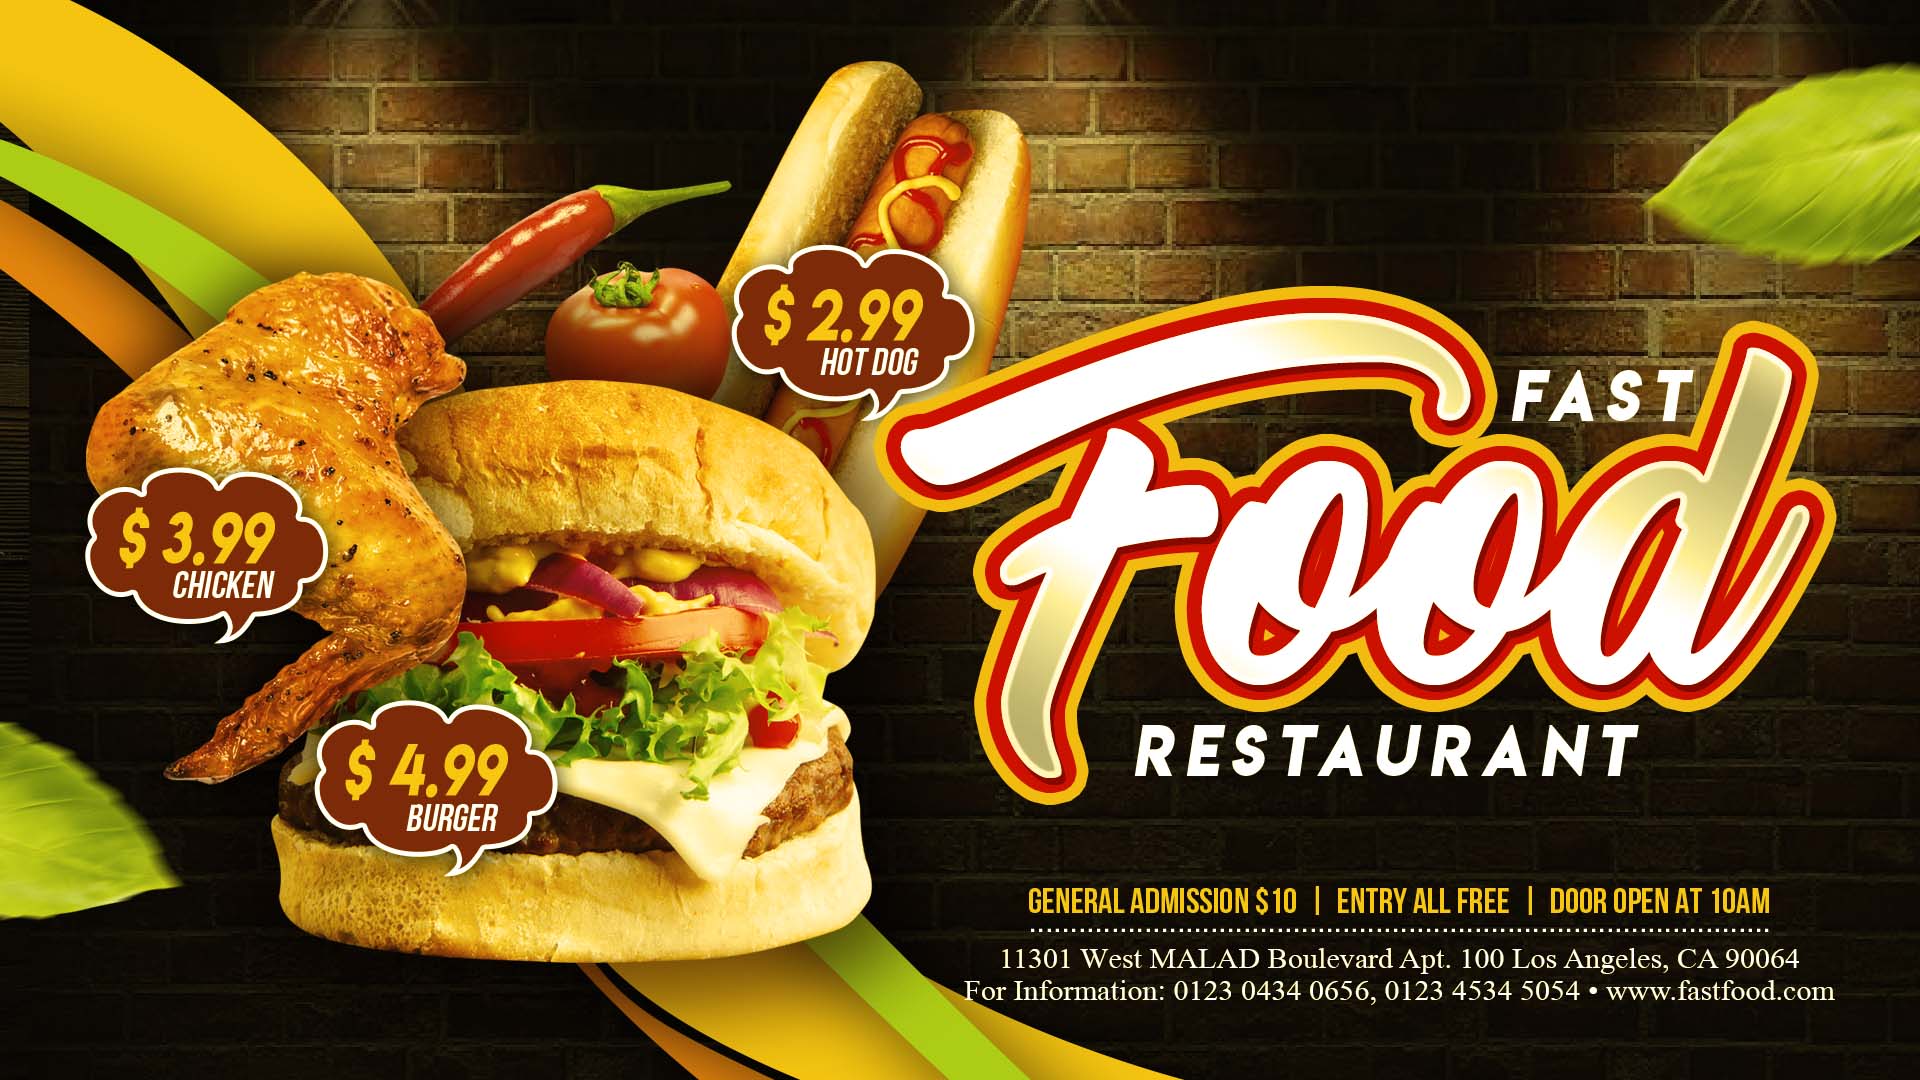 $ 2.99
HOT DOG
$ 3.99
CHICKEN
$ 4.99
BURGER
FAST
Food
RESTAURANT
GENERAL ADMISSION $10 | ENTRY ALL FREE | DOOR OPEN AT 10AM
11301 West MALAD Boulevard Apt. 100 Los Angeles, CA 90064
For Information: 0123 0434 0656, 0123 4534 5054 • www.fastfood.com